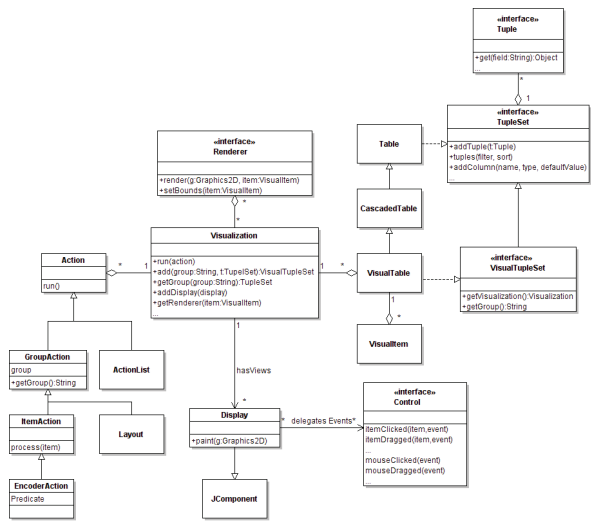 «interface»
Tuple
+get(field:String):Object
...
*
1
«interface»
TupleSet
+addTuple(t:Tuple)
+tuples(filter, sort)
+addColumn(name, type, defaultValue)
...
«interface»
Renderer
+render(g:Graphics2D, item:VisualItem)
+setBounds(item:VisualItem)
*
*
Table
CascadedTable
Visualization
+run(action)
+add(group:String, t:TupelSet):VisualTupleSet
+getGroup(group:String):TupleSet
+addDisplay(display)
+getRenderer(item:VisualItem)
...
Action
run()
*
1
1
*
VisualTable
«interface»
VisualTupleSet
+getVisualization():Visualization
+getGroup():String
1
*
VisualItem
1
hasViews
*
GroupAction
group
+getGroup():String
ActionList
ItemAction
process(item)
Layout
EncoderAction
Predicate
Display
+paint(g:Graphics2D)
* delegates Events*
«interface»
Control
itemClicked(item,event)
itemDragged(item,event)
...
mouseClicked(event)
mouseDragged(event)
...
JComponent